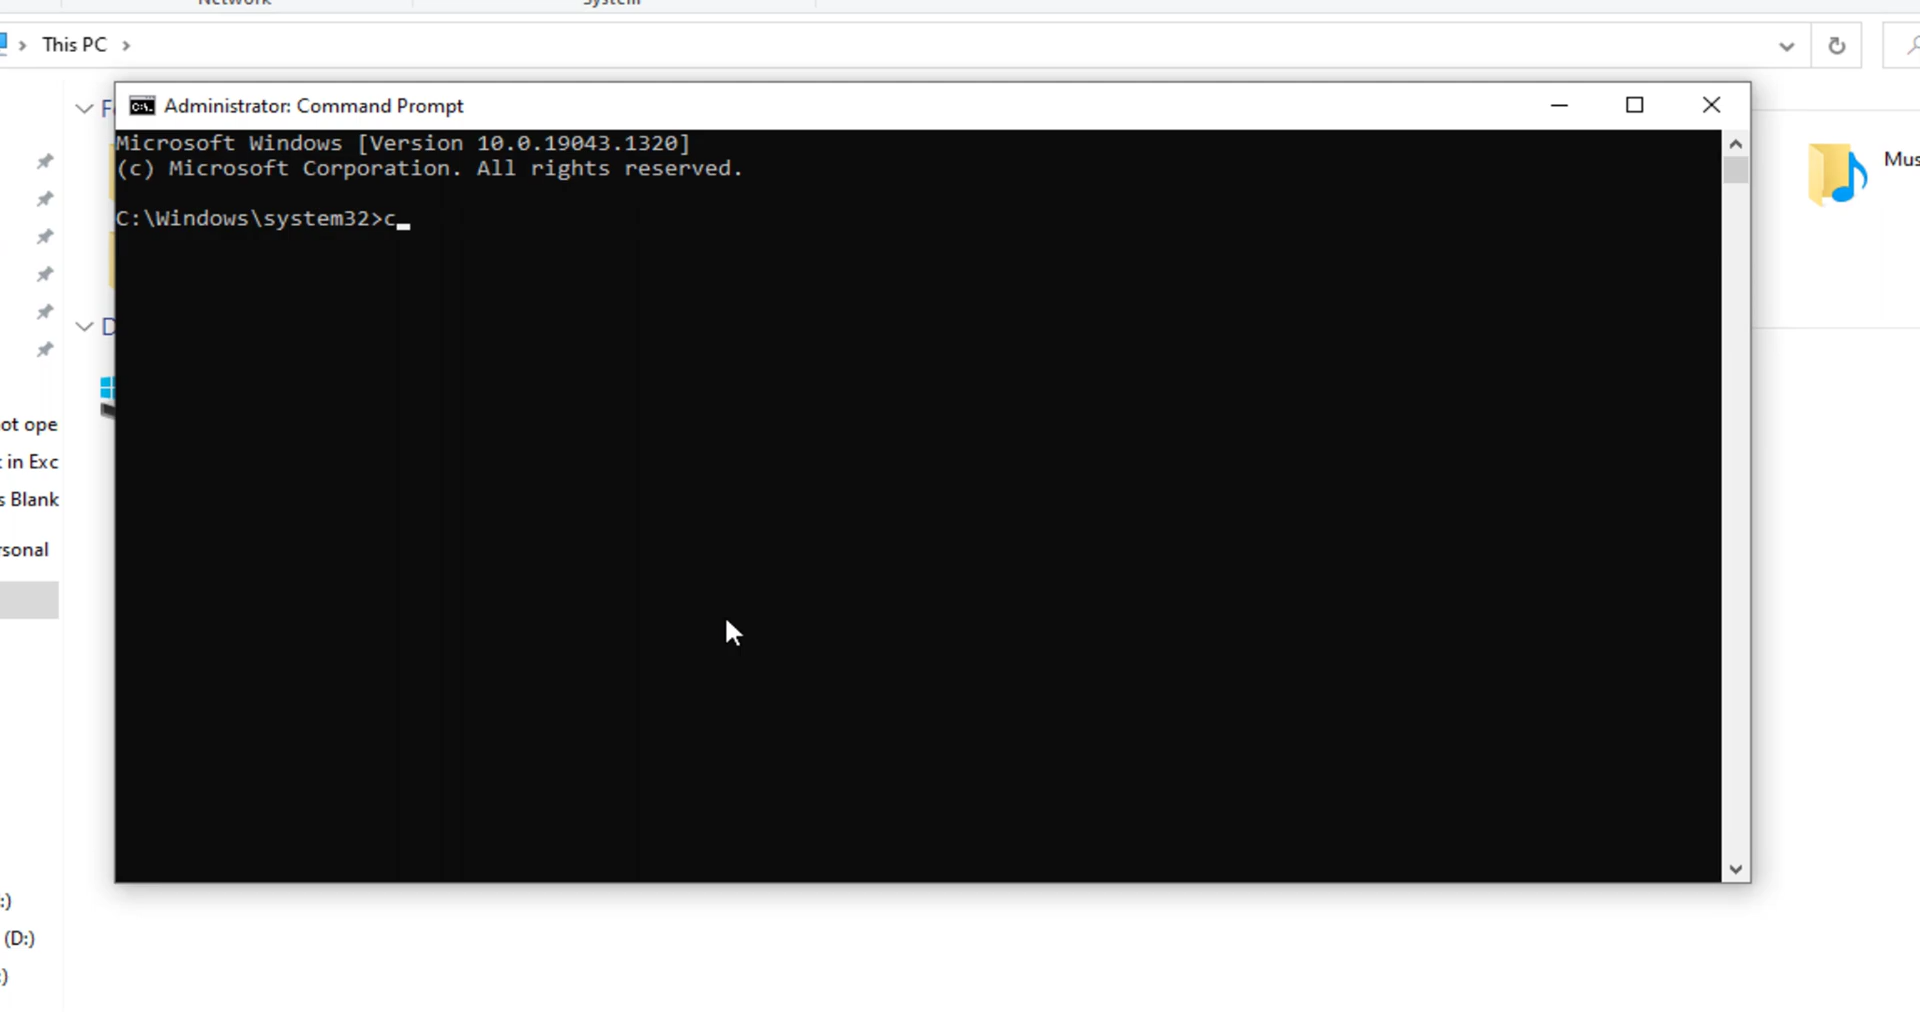 Network
System
This PC
Administrator: Command Prompt
Microsoft Windows [Version 10.0.19043.1320]
(c) Microsoft Corporation. All rights reserved.
C:\Windows\system32>c
Mus
F
D
ot ope
t in Exc
s Blank
rsonal
:)
(D:)
:)